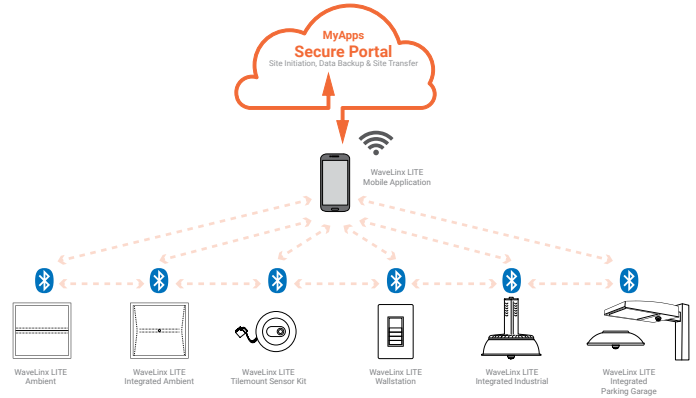 MyApps
Secure Portal
Site Initiation, Data Backup & Site Transfer
WaveLinx LITE
Mobile Application
WaveLinx LITE
Ambient
WaveLinx LITE
Integrated Ambient
WaveLinx LITE
Tilemount Sensor Kit
WaveLinx LITE
Wallstation
WaveLinx LITE
Integrated Industrial
WaveLinx LITE
Integrated
Parking Garage